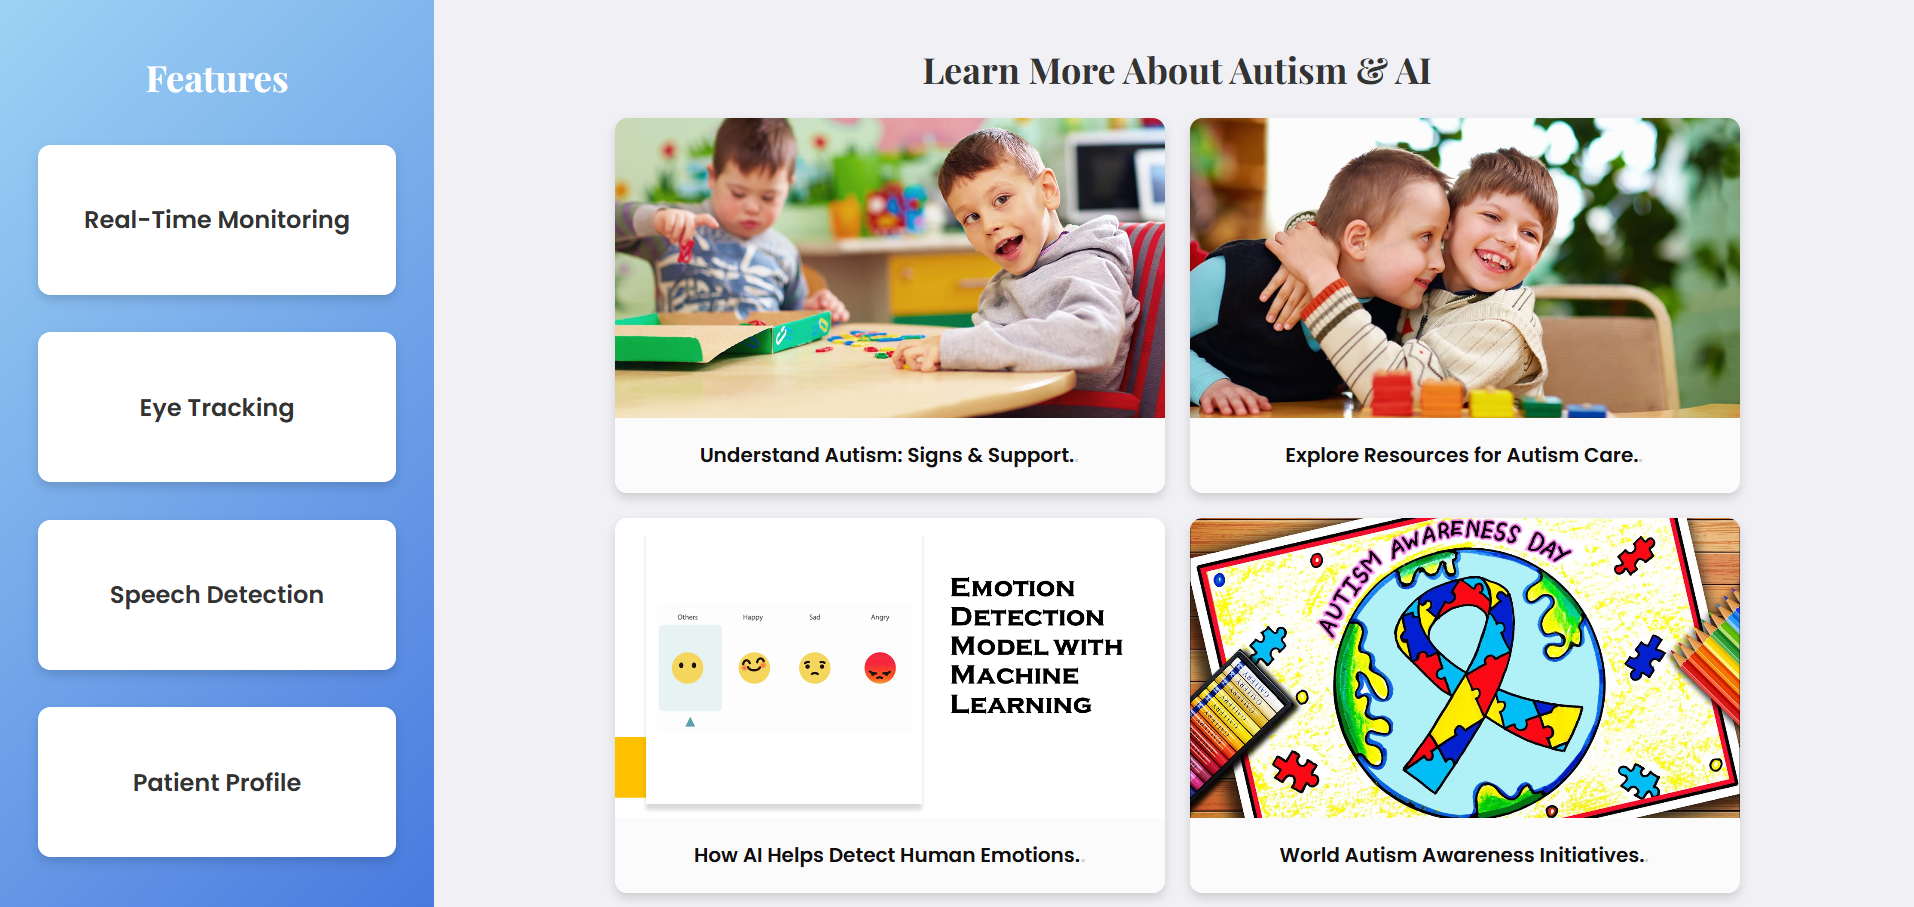 Features
Real-Time Monitoring
Eye Tracking
Speech Detection
Patient Profile
Learn More About Autism & AI
Understand Autism: Signs & Support..
Explore Resources for Autism Care..
Others Happy Sad Angry
EMOTION
DETECTION
MODEL WITH
MACHINE
LEARNING
How AI Helps Detect Human Emotions..
AUTISM AWARENESS DAY
World Autism Awareness Initiatives..